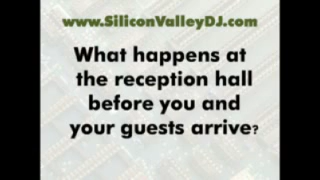 www.SiliconValleyDJ.com
What happens at
the reception hall
before you and
your guests arrive?